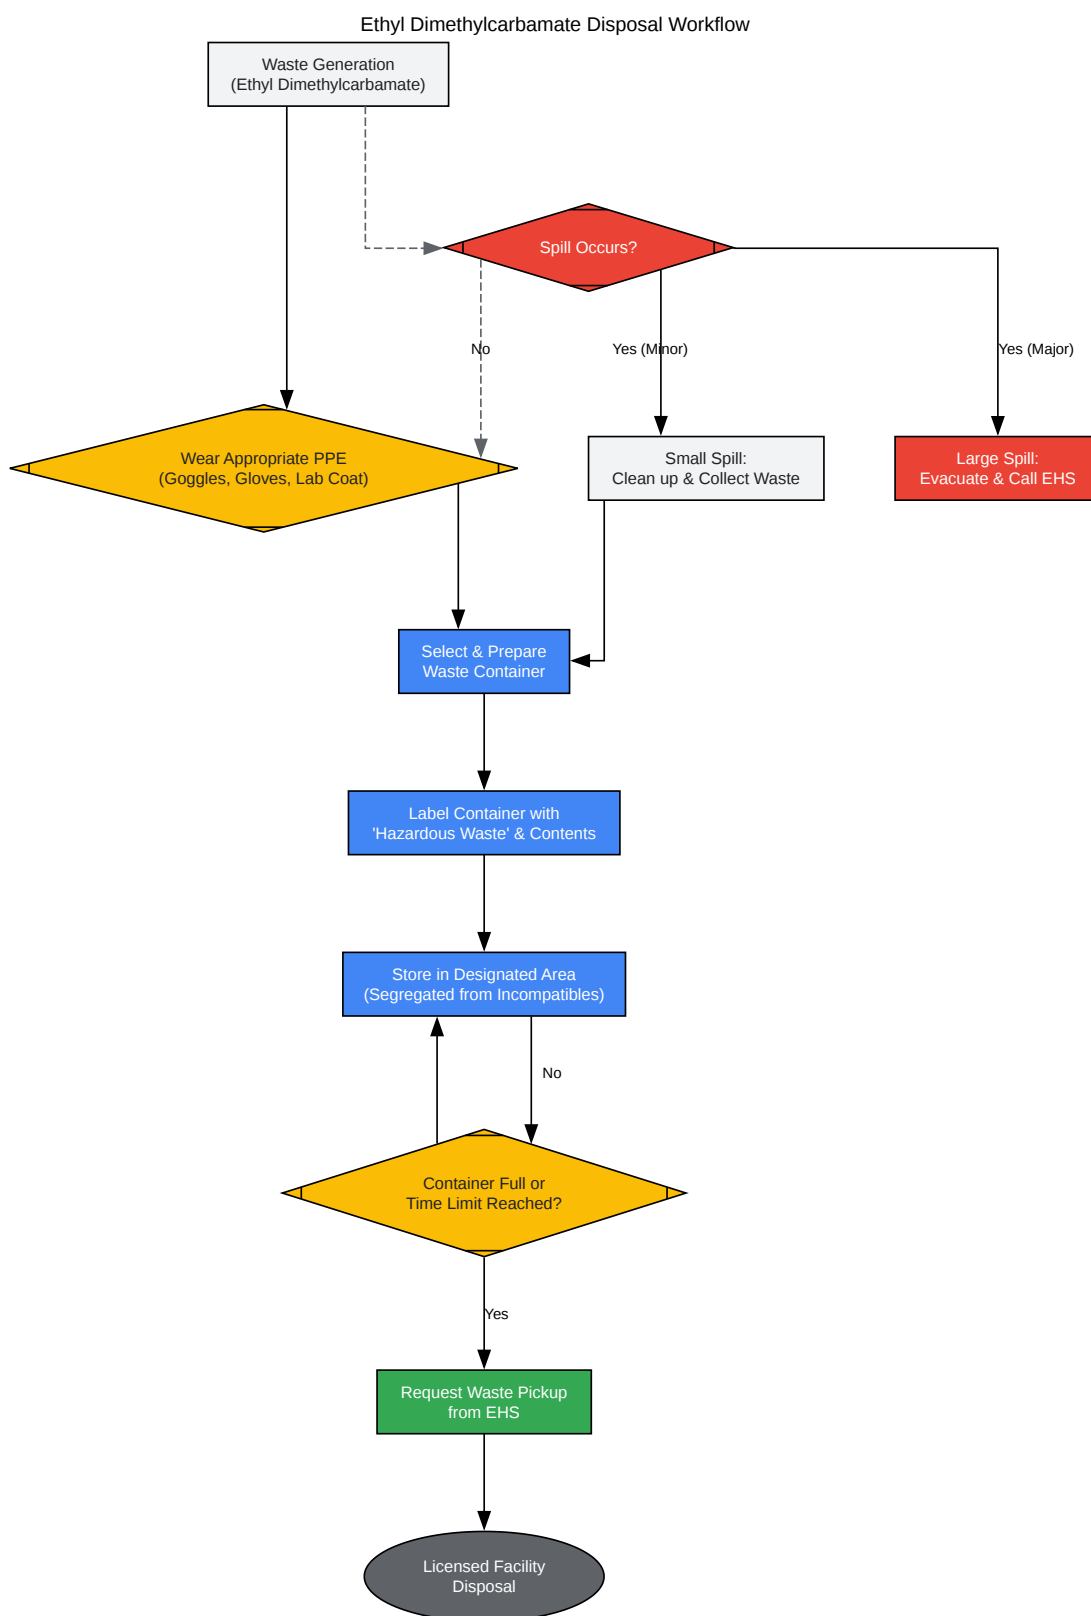 Ethyl Dimethylcarbamate Disposal Workflow
Waste Generation
(Ethyl Dimethylcarbamate)
Spill Occurs?
No
Yes (Minor)
Yes (Major)
Wear Appropriate PPE
(Goggles, Gloves, Lab Coat)
Small Spill:
Clean up & Collect Waste
Large Spill:
Evacuate & Call EHS
Select & Prepare
Waste Container
Label Container with
'Hazardous Waste' & Contents
Store in Designated Area
(Segregated from Incompatibles)
No
Container Full or
Time Limit Reached?
Yes
Request Waste Pickup
from EHS
Licensed Facility
Disposal